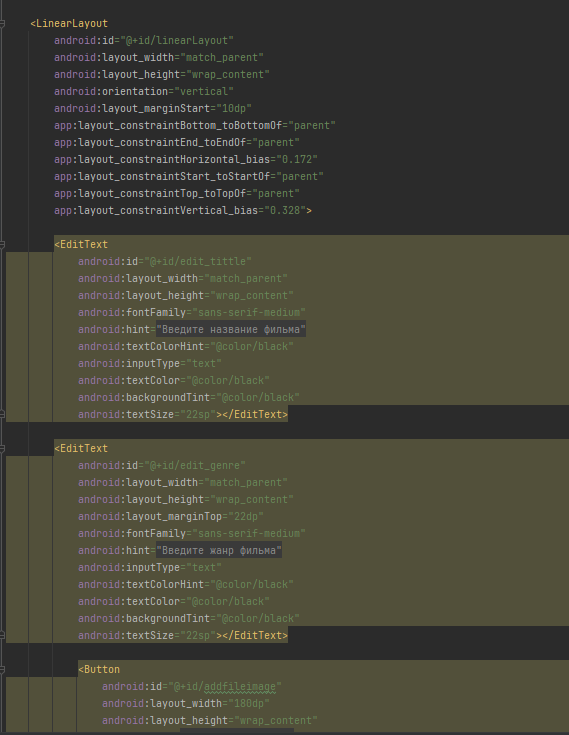 <LinearLayout
android:id="@+id/linearLayout"
android:layout_width="match_parent"
android:layout_height="wrap_content"
android:orientation="vertical"
android:layout_marginStart="10dp"
app:layout_constraintBottom_toBottomOf="parent"
app:layout_constraintEnd_toEndOf="parent"
app:layout_constraintHorizontal_bias="0.172"
app:layout_constraintStart_toStartOf="parent"
app:layout_constraintTop_toTopOf="parent"
app:layout_constraintVertical_bias="0.328">
<EditText
android:id="@+id/edit_tittle"
android:layout_width="match_parent"
android:layout_height="wrap_content"
android:fontFamily="sans-serif-medium"
android:hint="Введите название фильма"
android:textColorHint="@color/black"
android:inputType="text"
android:textColor="@color/black"
android:backgroundTint="@color/black"
android:textSize="22sp"></EditText>
<EditText
android:id="@+id/edit_genre"
android:layout_width="match_parent"
android:layout_height="wrap_content"
android:layout_marginTop="22dp"
android:fontFamily="sans-serif-medium"
android:hint="Введите жанр фильма"
android:inputType="text"
android:textColorHint="@color/black"
android:textColor="@color/black"
android:backgroundTint="@color/black"
android:textSize="22sp"></EditText>
<Button
android:id="@+id/addfileimage"
android:layout_width="180dp"
android:layout_height="wrap_content"